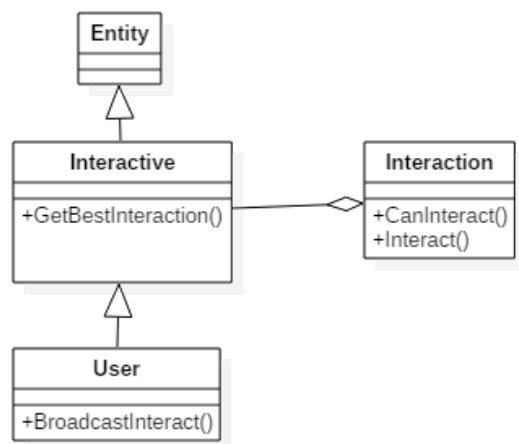 Entity
Interactive
+GetBestInteraction()
Interaction
+CanInteract()
+Interact()
User
+BroadcastInteract()